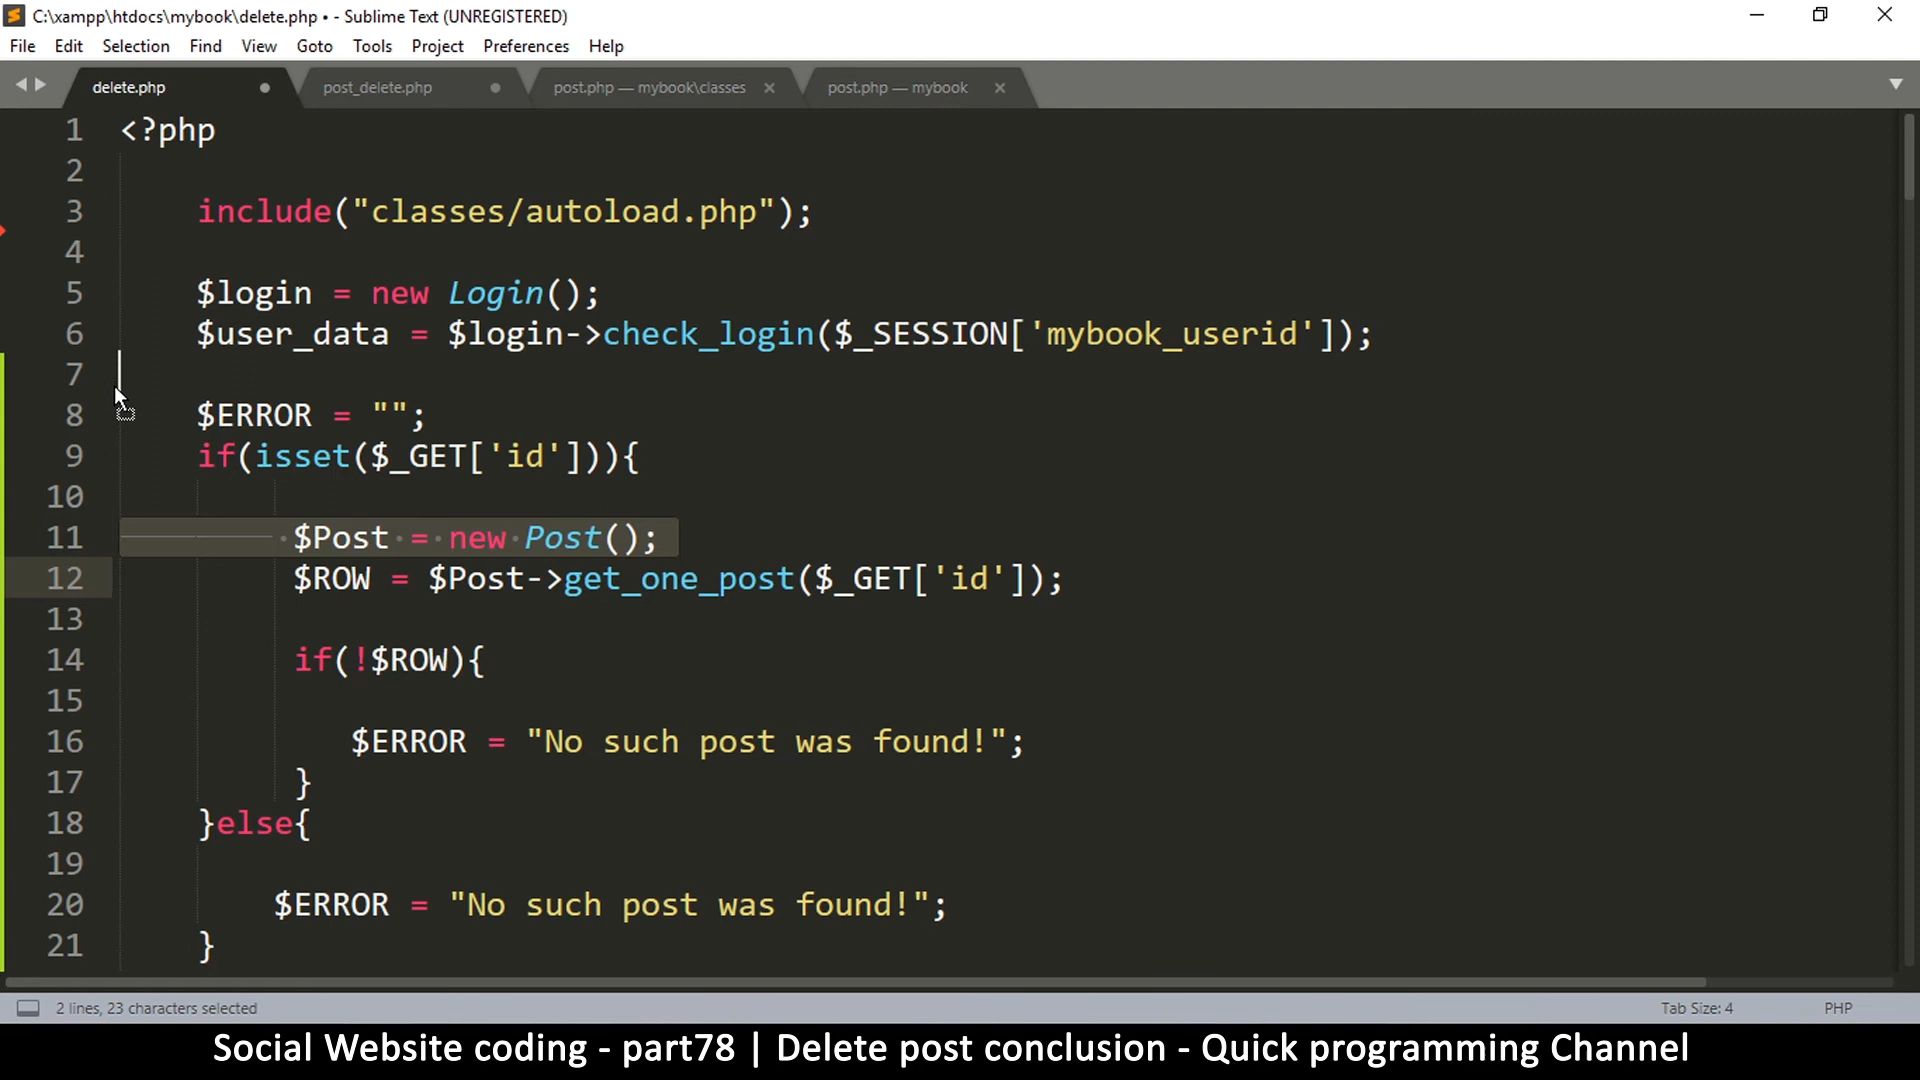 C:\xampp\htdocs\mybook\delete.php • - Sublime Text (UNREGISTERED)
File Edit Selection Find View Goto Tools Project Preferences Help
delete.php post_delete.php post.php — mybook\classes post.php — mybook
1 <?php
2
3 include("classes/autoload.php");
4
5 $login = new Login();
6 $user_data = $login->check_login($_SESSION['mybook_userid']);
7
8 $ERROR = "";
9 if(isset($_GET['id'])){
10
11 $Post = new Post();
12 $ROW = $Post->get_one_post($_GET['id']);
13
14 if(!$ROW){
15
16 $ERROR = "No such post was found!";
17 }
18 }else{
19
20 $ERROR = "No such post was found!";
21 }
2 lines, 23 characters selected Tab Size: 4 PHP
Social Website coding - part78 | Delete post conclusion - Quick programming Channel